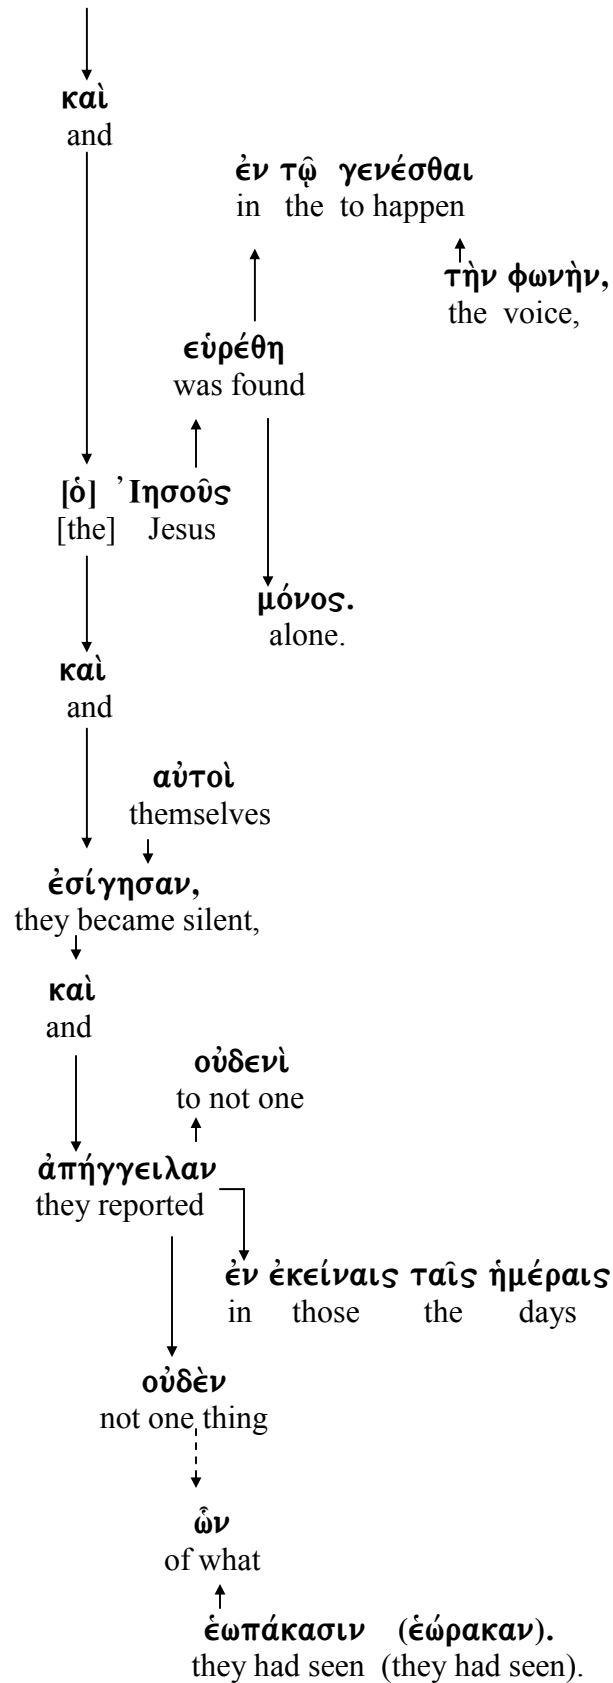 καὶ
and
ἐν τῷ γενέσθαι
in the to happen
τὴν φωνὴν,
the voice,
εὑρέθη
was found
[ὁ] Ἰησοῦς
[the] Jesus
μόνος.
alone.
καὶ
and
αὐτοὶ
themselves
ἐσίγησαν,
they became silent,
καὶ
and
οὐδενὶ
to not one
ἀπήγγειλαν
they reported
ἐν ἐκείναις ταῖς ἡμέραις
in those the days
οὐδὲν
not one thing
ὧν
of what
ἑωπάκασιν (ἑώρακαν).
they had seen (they had seen).